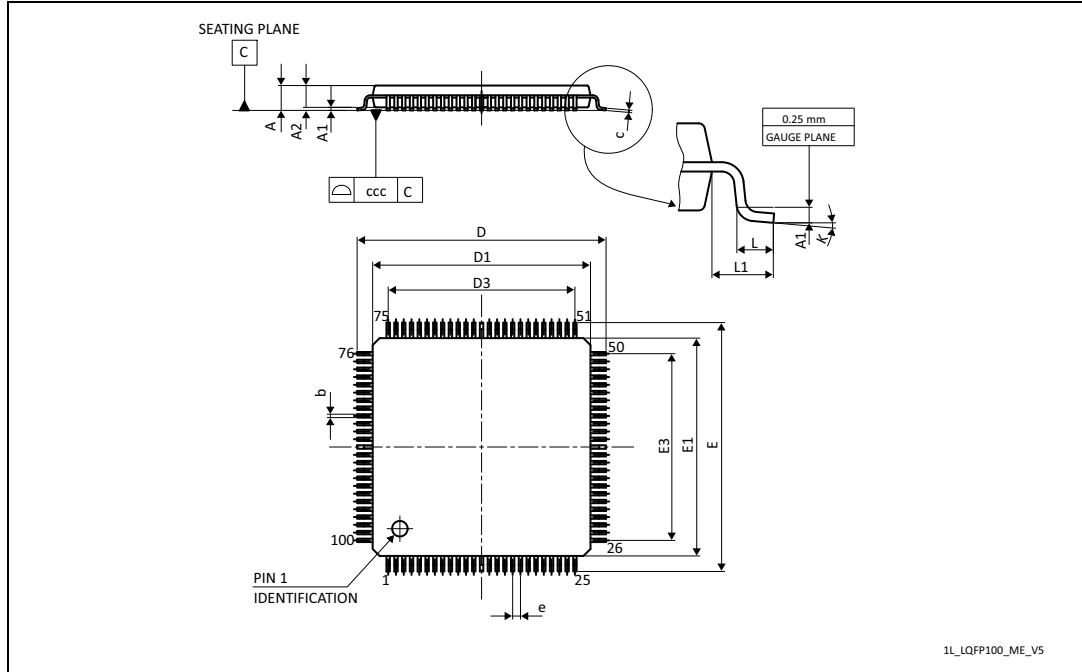 SEATING PLANE
C
A
A2
A1
c
ccc C
0.25 mm
GAUGE PLANE
A1
K
L
L1
D
D1
D3
75
51
76
50
b
E3
E1
E
100
26
PIN 1
IDENTIFICATION
1
25
e
1L_LQFP100_ME_V5